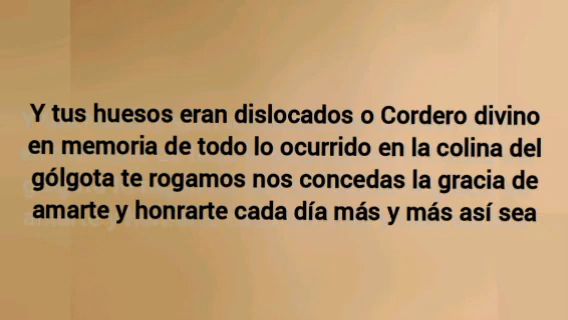 Y tus huesos eran dislocados o Cordero divino
en memoria de todo lo ocurrido en la colina del
gólgota te rogamos nos concedas la gracia de
amarte y honrarte cada día más y más así sea